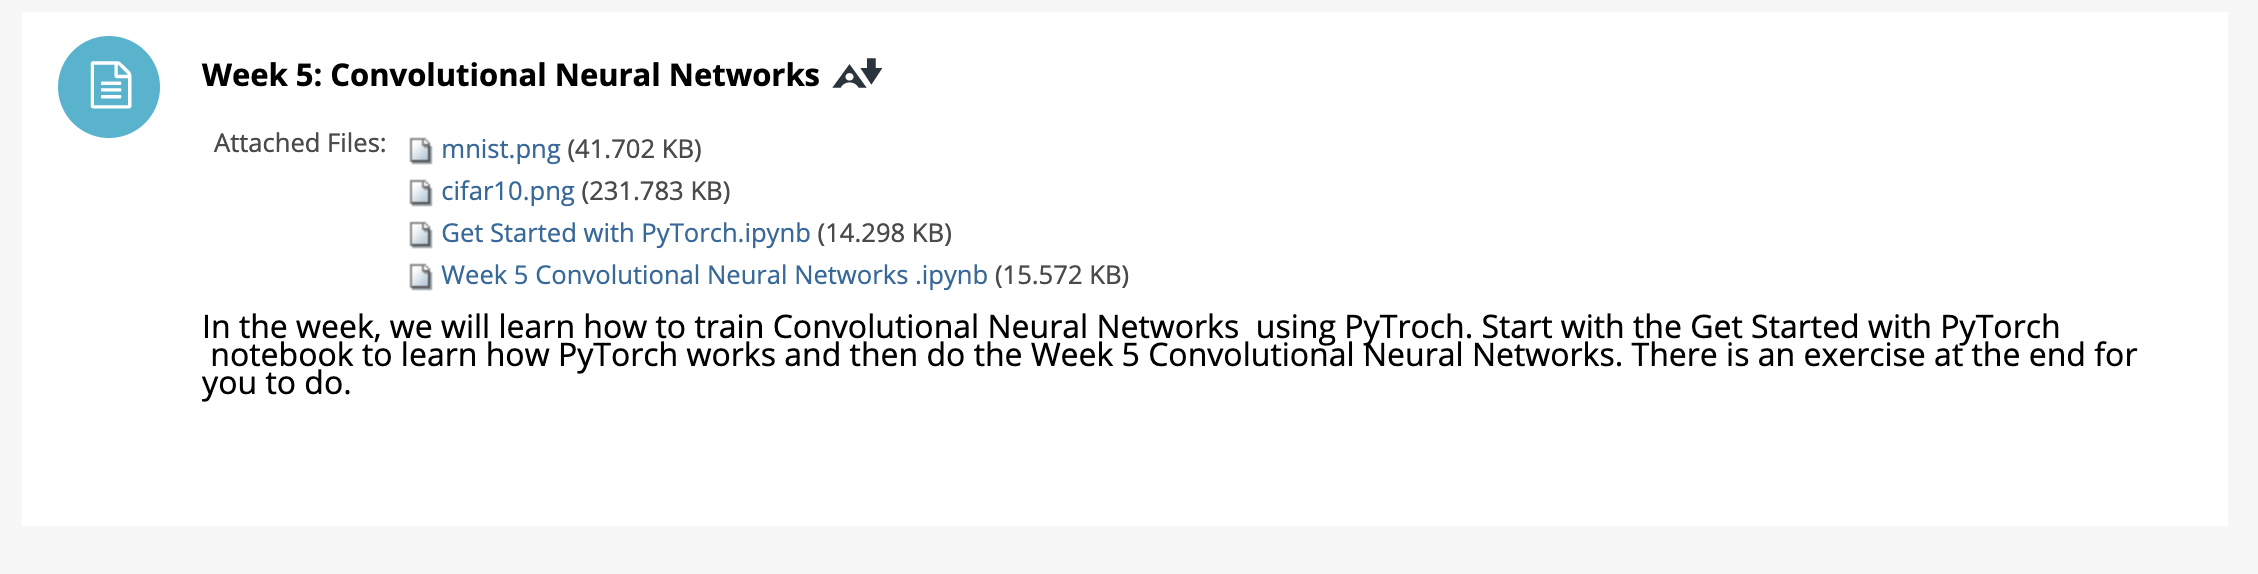 Week 5: Convolutional Neural Networks
Attached Files:
mnist.png (41.702 KB)
cifar10.png (231.783 KB)
Get Started with PyTorch.ipynb (14.298 KB)
Week 5 Convolutional Neural Networks .ipynb (15.572 KB)
In the week, we will learn how to train Convolutional Neural Networks  using PyTroch. Start with the Get Started with PyTorch
notebook to learn how PyTorch works and then do the Week 5 Convolutional Neural Networks. There is an exercise at the end for
you to do.